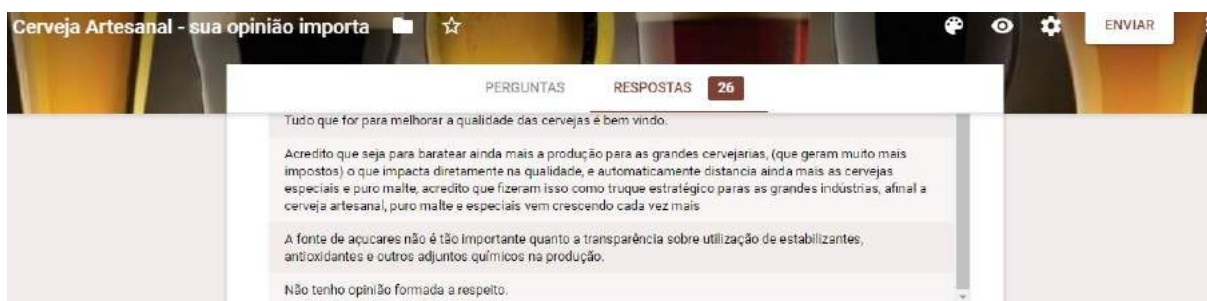 Cerveja Artesanal - sua opinião importa
ENVIAR
PERGUNTAS RESPOSTAS 26
Tudo que for para melhorar a qualidade das cervejas é bem vindo.
Acredito que seja para baratear ainda mais a produção para as grandes cervejarias, (que geram muito mais
impostos) o que impacta diretamente na qualidade, e automaticamente distancia ainda mais as cervejas
especiais e puro malte, acredito que fizeram isso como truque estratégico paras as grandes indústrias, afinal a
cerveja artesanal, puro malte e especiais vem crescendo cada vez mais
A fonte de açucares não é tão importante quanto a transparência sobre utilização de estabilizantes,
antioxidantes e outros adjuntos químicos na produção.
Não tenho opinião formada a respeito.